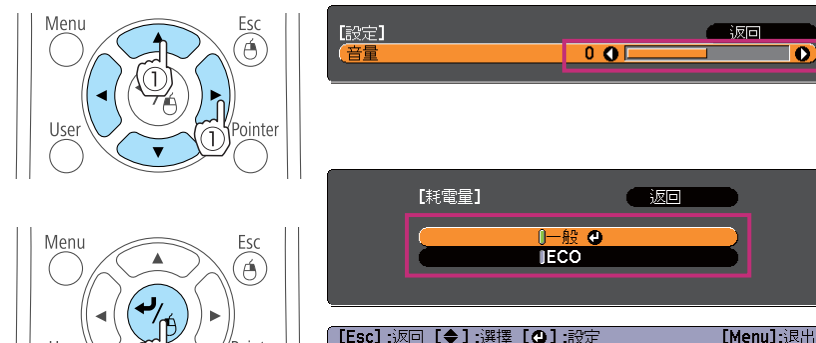 Menu
Esc
①
①
User
Pointer
[設定]
返回
音量
0
[耗電量]
返回
一般
ECO
Menu
Esc
[Esc] :返回 [◆] :選擇 [↵] :設定 [Menu]:退出